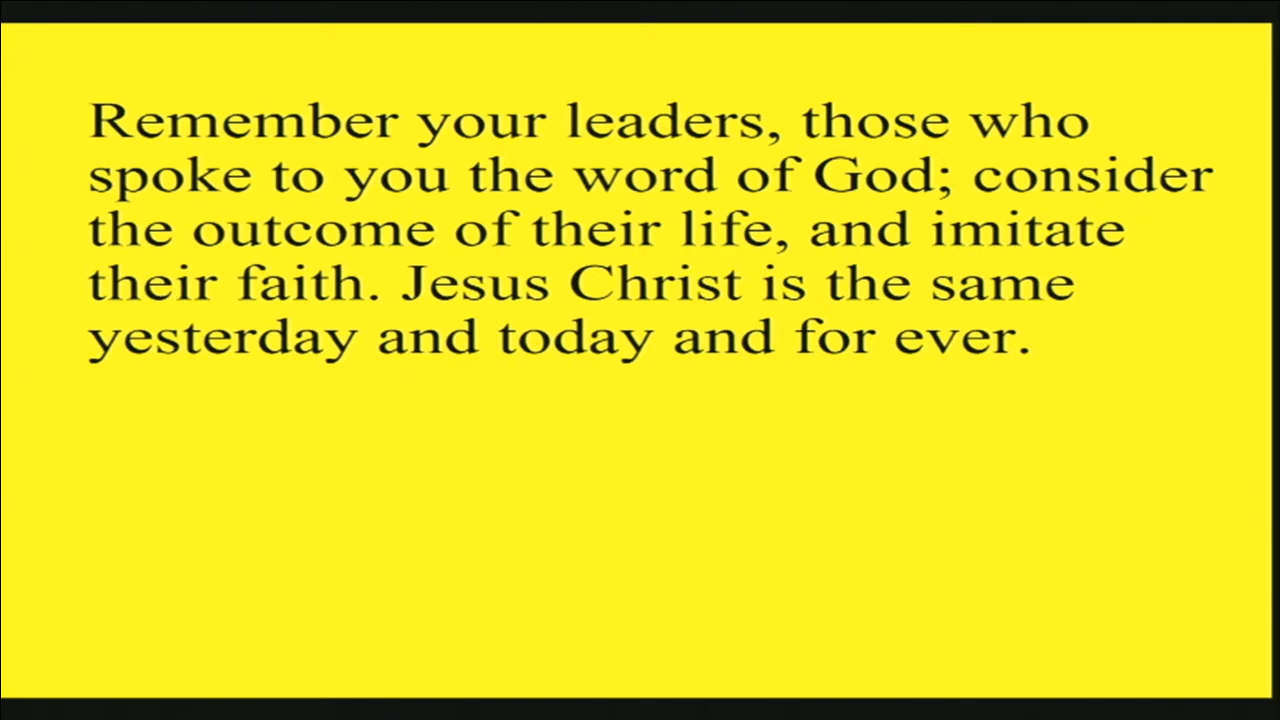 Remember your leaders, those who
spoke to you the word of God; consider
the outcome of their life, and imitate
their faith. Jesus Christ is the same
yesterday and today and for ever.